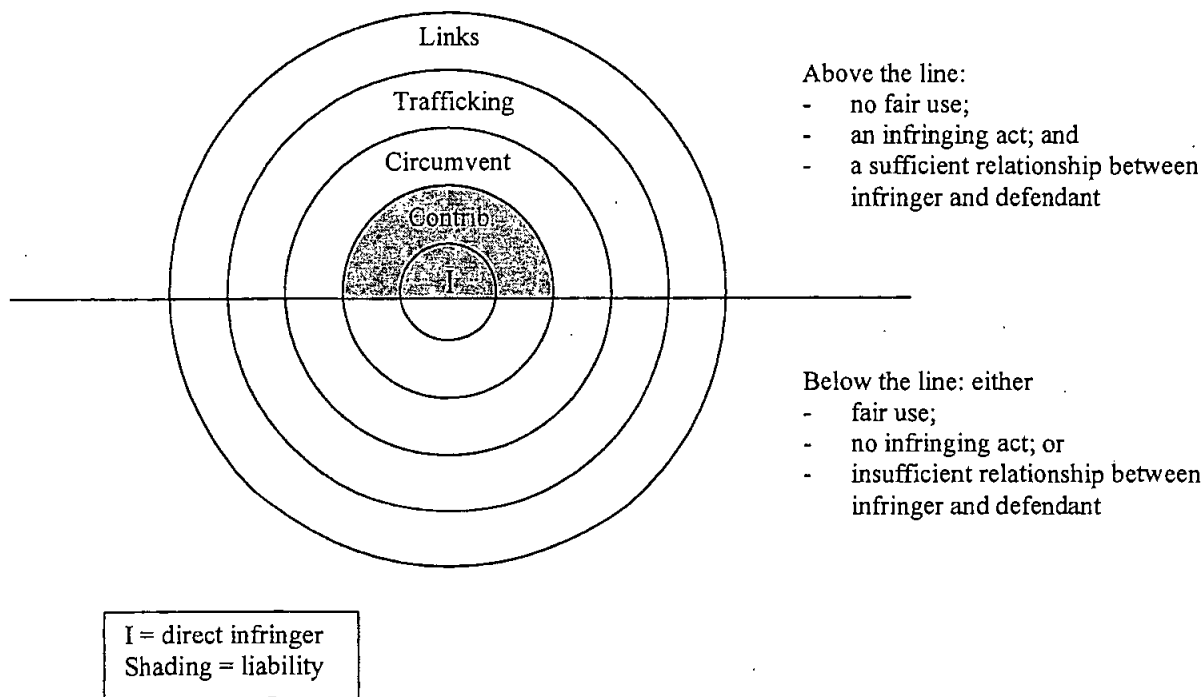 Links
Trafficking
Circumvent
Contrib
I
Above the line:
- no fair use;
- an infringing act; and
- a sufficient relationship between
infringer and defendant
Below the line: either
- fair use;
- no infringing act; or
- insufficient relationship between
infringer and defendant
I = direct infringer
Shading = liability